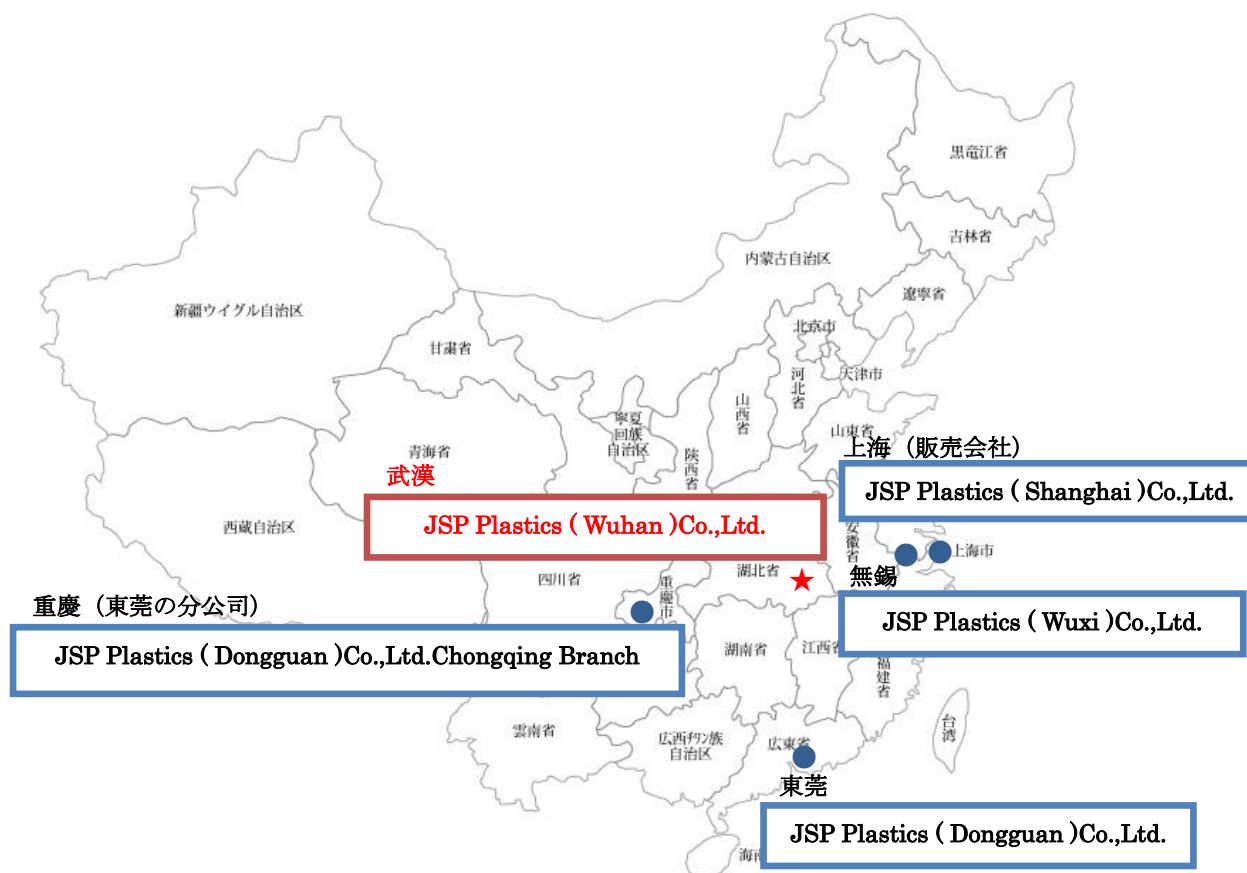 黒竜江省
吉林省
内蒙古自治区
遼寧省
新疆ウイグル自治区
北京市
甘粛省
天津市
河北省
山西省
寧夏
回族
自治区
山東省
青海省
陝西省
上海（販売会社）
武漢
JSP Plastics ( Shanghai )Co.,Ltd.
JSP Plastics ( Wuhan )Co.,Ltd.
西蔵自治区
安徽省
上海市
湖北省
四川省
無錫
重慶市
重慶（東莞の分公司）
JSP Plastics ( Wuxi )Co.,Ltd.
JSP Plastics ( Dongguan )Co.,Ltd.Chongqing Branch
湖南省
江西省
福建省
雲南省
広西ﾁﾜﾝ族
自治区
広東省
台湾
東莞
JSP Plastics ( Dongguan )Co.,Ltd.
海南